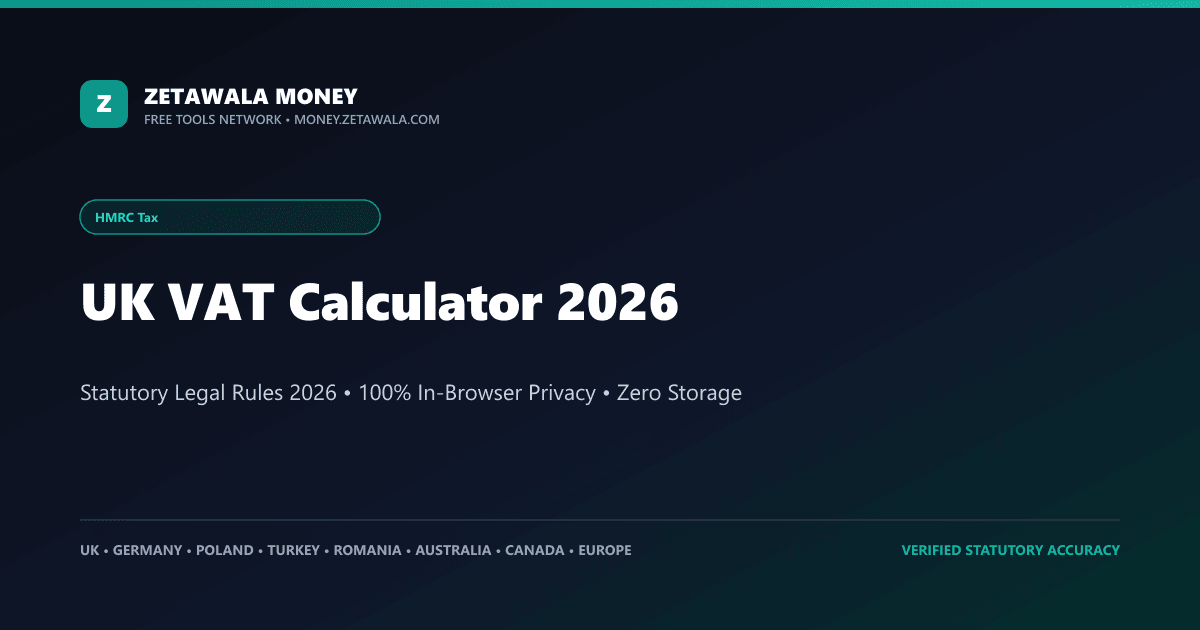 Z
ZETAWALA MONEY
FREE TOOLS NETWORK • MONEY.ZETAWALA.COM
HMRC Tax
UK VAT Calculator 2026
Statutory Legal Rules 2026 • 100% In-Browser Privacy • Zero Storage
UK • GERMANY • POLAND • TURKEY • ROMANIA • AUSTRALIA • CANADA • EUROPE
VERIFIED STATUTORY ACCURACY